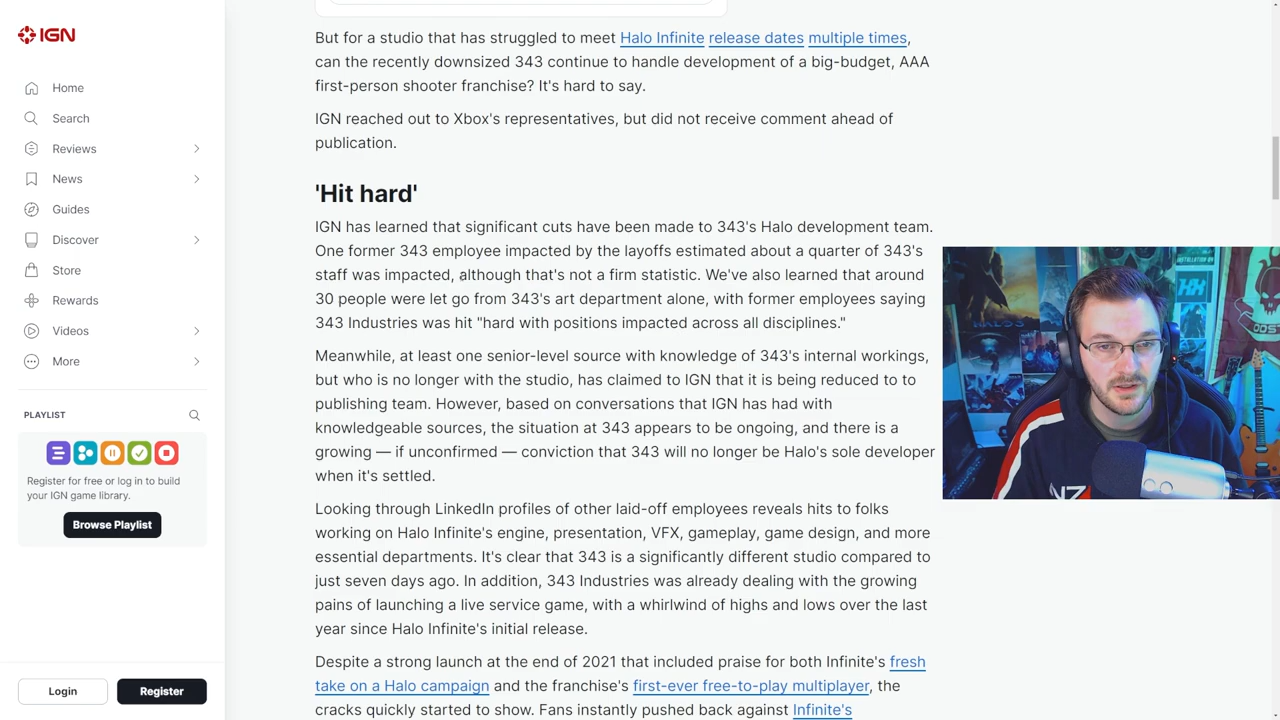 IGN
Home
Search
Reviews
News
Guides
Discover
Store
Rewards
Videos
More
PLAYLIST
Register for free or log in to build
your IGN game library.
Browse Playlist
Login
Register
But for a studio that has struggled to meet Halo Infinite release dates multiple times,
can the recently downsized 343 continue to handle development of a big-budget, AAA
first-person shooter franchise? It's hard to say.
IGN reached out to Xbox's representatives, but did not receive comment ahead of
publication.
'Hit hard'
IGN has learned that significant cuts have been made to 343's Halo development team.
One former 343 employee impacted by the layoffs estimated about a quarter of 343's
staff was impacted, although that's not a firm statistic. We've also learned that around
30 people were let go from 343's art department alone, with former employees saying
343 Industries was hit "hard with positions impacted across all disciplines."
Meanwhile, at least one senior-level source with knowledge of 343's internal workings,
but who is no longer with the studio, has claimed to IGN that it is being reduced to to
publishing team. However, based on conversations that IGN has had with
knowledgeable sources, the situation at 343 appears to be ongoing, and there is a
growing — if unconfirmed — conviction that 343 will no longer be Halo's sole developer
when it's settled.
Looking through LinkedIn profiles of other laid-off employees reveals hits to folks
working on Halo Infinite's engine, presentation, VFX, gameplay, game design, and more
essential departments. It's clear that 343 is a significantly different studio compared to
just seven days ago. In addition, 343 Industries was already dealing with the growing
pains of launching a live service game, with a whirlwind of highs and lows over the last
year since Halo Infinite's initial release.
Despite a strong launch at the end of 2021 that included praise for both Infinite's fresh
take on a Halo campaign and the franchise's first-ever free-to-play multiplayer, the
cracks quickly started to show. Fans instantly pushed back against Infinite's